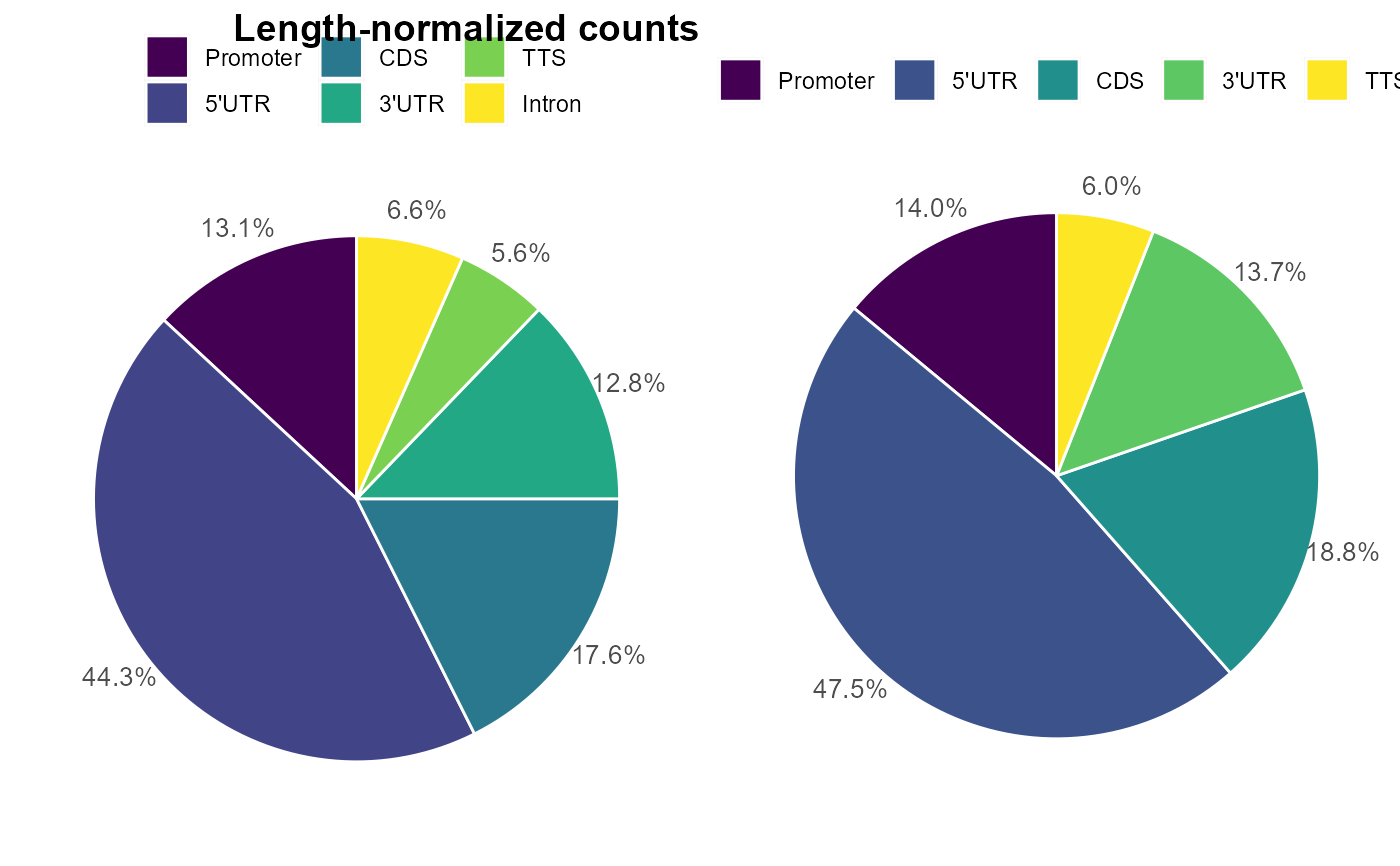 Length-normalized counts
Promoter CDS TTS
5'UTR 3'UTR Intron
13.1%
6.6%
5.6%
12.8%
17.6%
44.3%
Promoter 5'UTR CDS 3'UTR TTS
14.0%
6.0%
13.7%
18.8%
47.5%